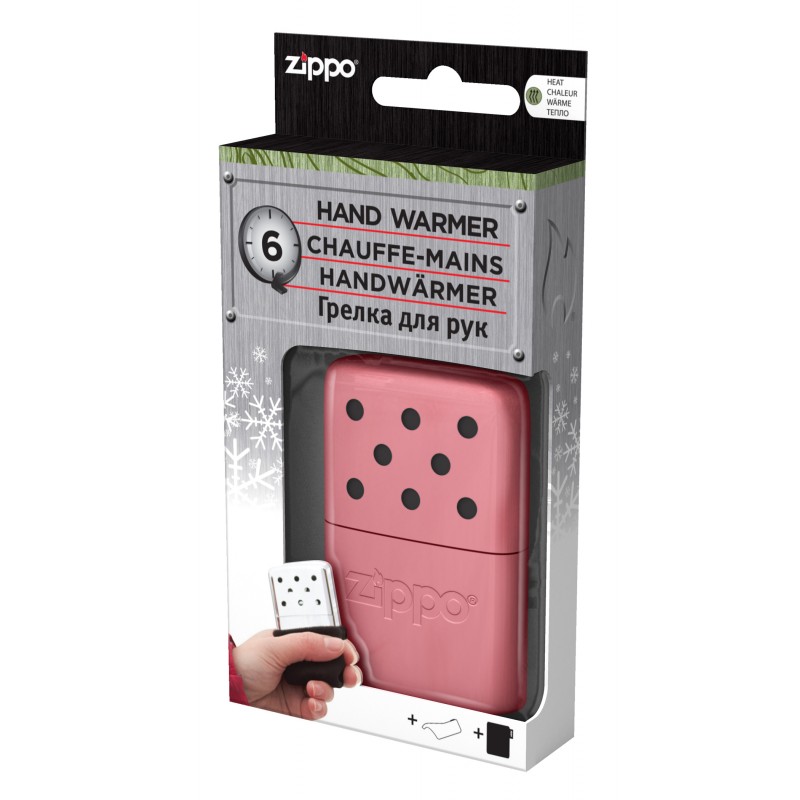 zippo®
HEAT
CHALEUR
WÄRME
ТЕПЛО
6
HAND WARMER
CHAUFFE-MAINS
HANDWÄRMER
Грелка для рук
zippo®
+
+